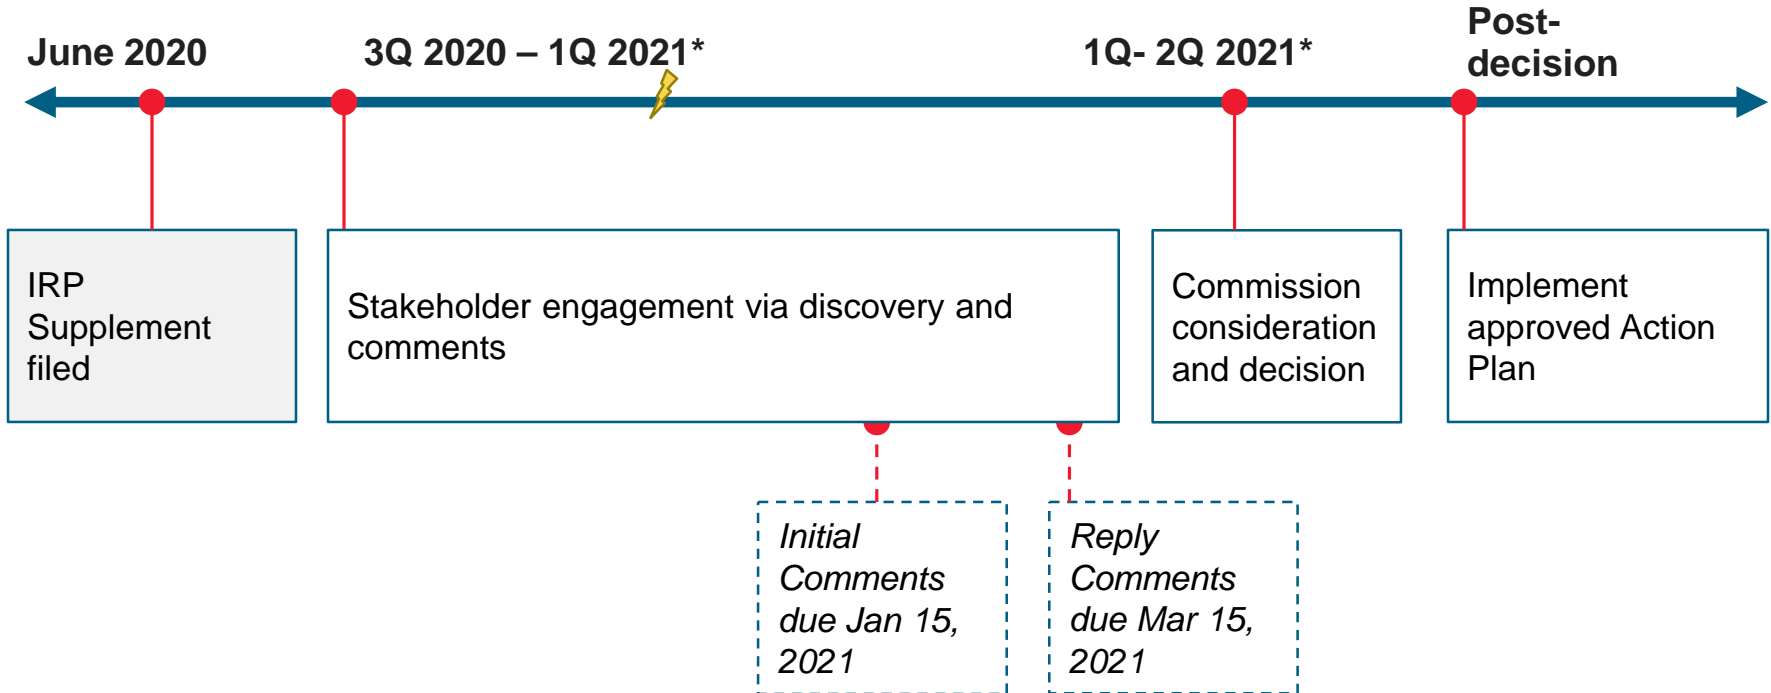 June 2020
3Q 2020 – 1Q 2021*
1Q- 2Q 2021*
Post-
decision
IRP
Supplement
filed
Stakeholder engagement via discovery and
comments
Commission
consideration
and decision
Implement
approved Action
Plan
Initial
Comments
due Jan 15,
2021
Reply
Comments
due Mar 15,
2021